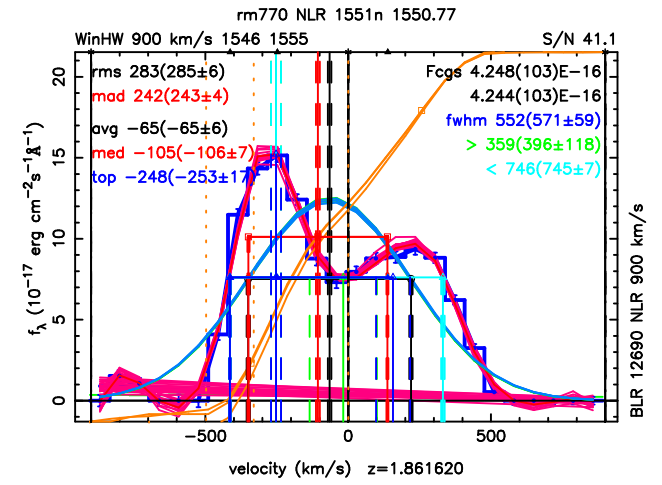 rm770 NLR 1551n 1550.77
WinHW 900 km/s 1546 1555 S/N 41.1
rms 283(285±6)
mad 242(243±4)
avg −65(−65±6)
med −105(−106±7)
top −248(−253±17
Fcgs 4.248(103)E−16
4.244(103)E−16
fwhm 552(571±59)
> 359(396±118)
< 746(745±7)
20
15
10
5
0
fλ (10⁻¹⁷ erg cm⁻²s⁻¹Å⁻¹)
−500 0 500
velocity (km/s) z=1.861620
BLR 12690 NLR 900 km/s